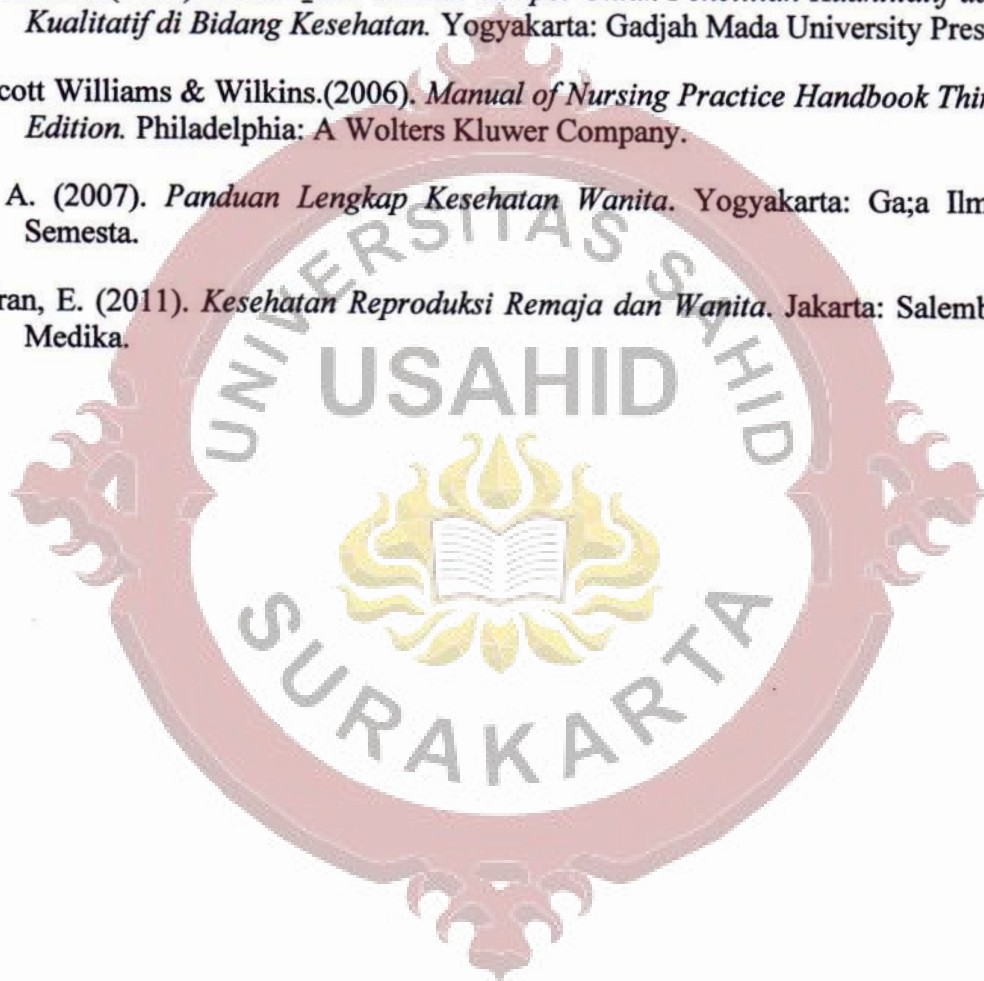 Kualitatif di Bidang Kesehatan. Yogyakarta: Gadjah Mada University Pres
cott Williams & Wilkins.(2006). Manual of Nursing Practice Handbook Thir
Edition. Philadelphia: A Wolters Kluwer Company.
A. (2007). Panduan Lengkap Kesehatan Wanita. Yogyakarta: Ga;a Ilm
Semesta.
ran, E. (2011). Kesehatan Reproduksi Remaja dan Wanita. Jakarta: Salemb
Medika.
UNIVERSITAS SAHID
USAHID
SURAKARTA